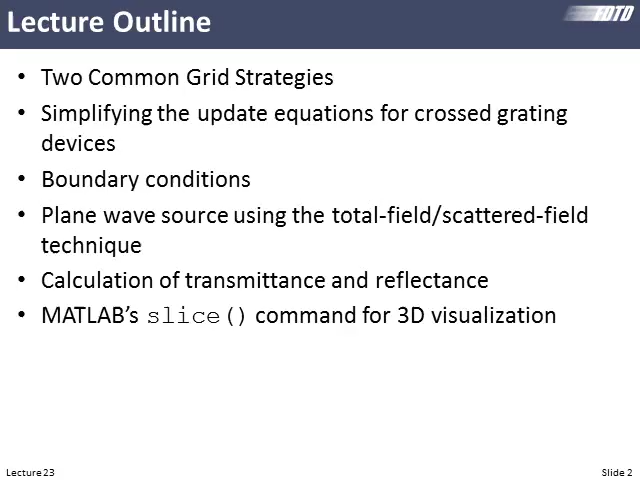 Lecture Outline
FDTD
• Two Common Grid Strategies
• Simplifying the update equations for crossed grating
devices
• Boundary conditions
• Plane wave source using the total-field/scattered-field
technique
• Calculation of transmittance and reflectance
• MATLAB’s slice() command for 3D visualization
Lecture 23
Slide 2